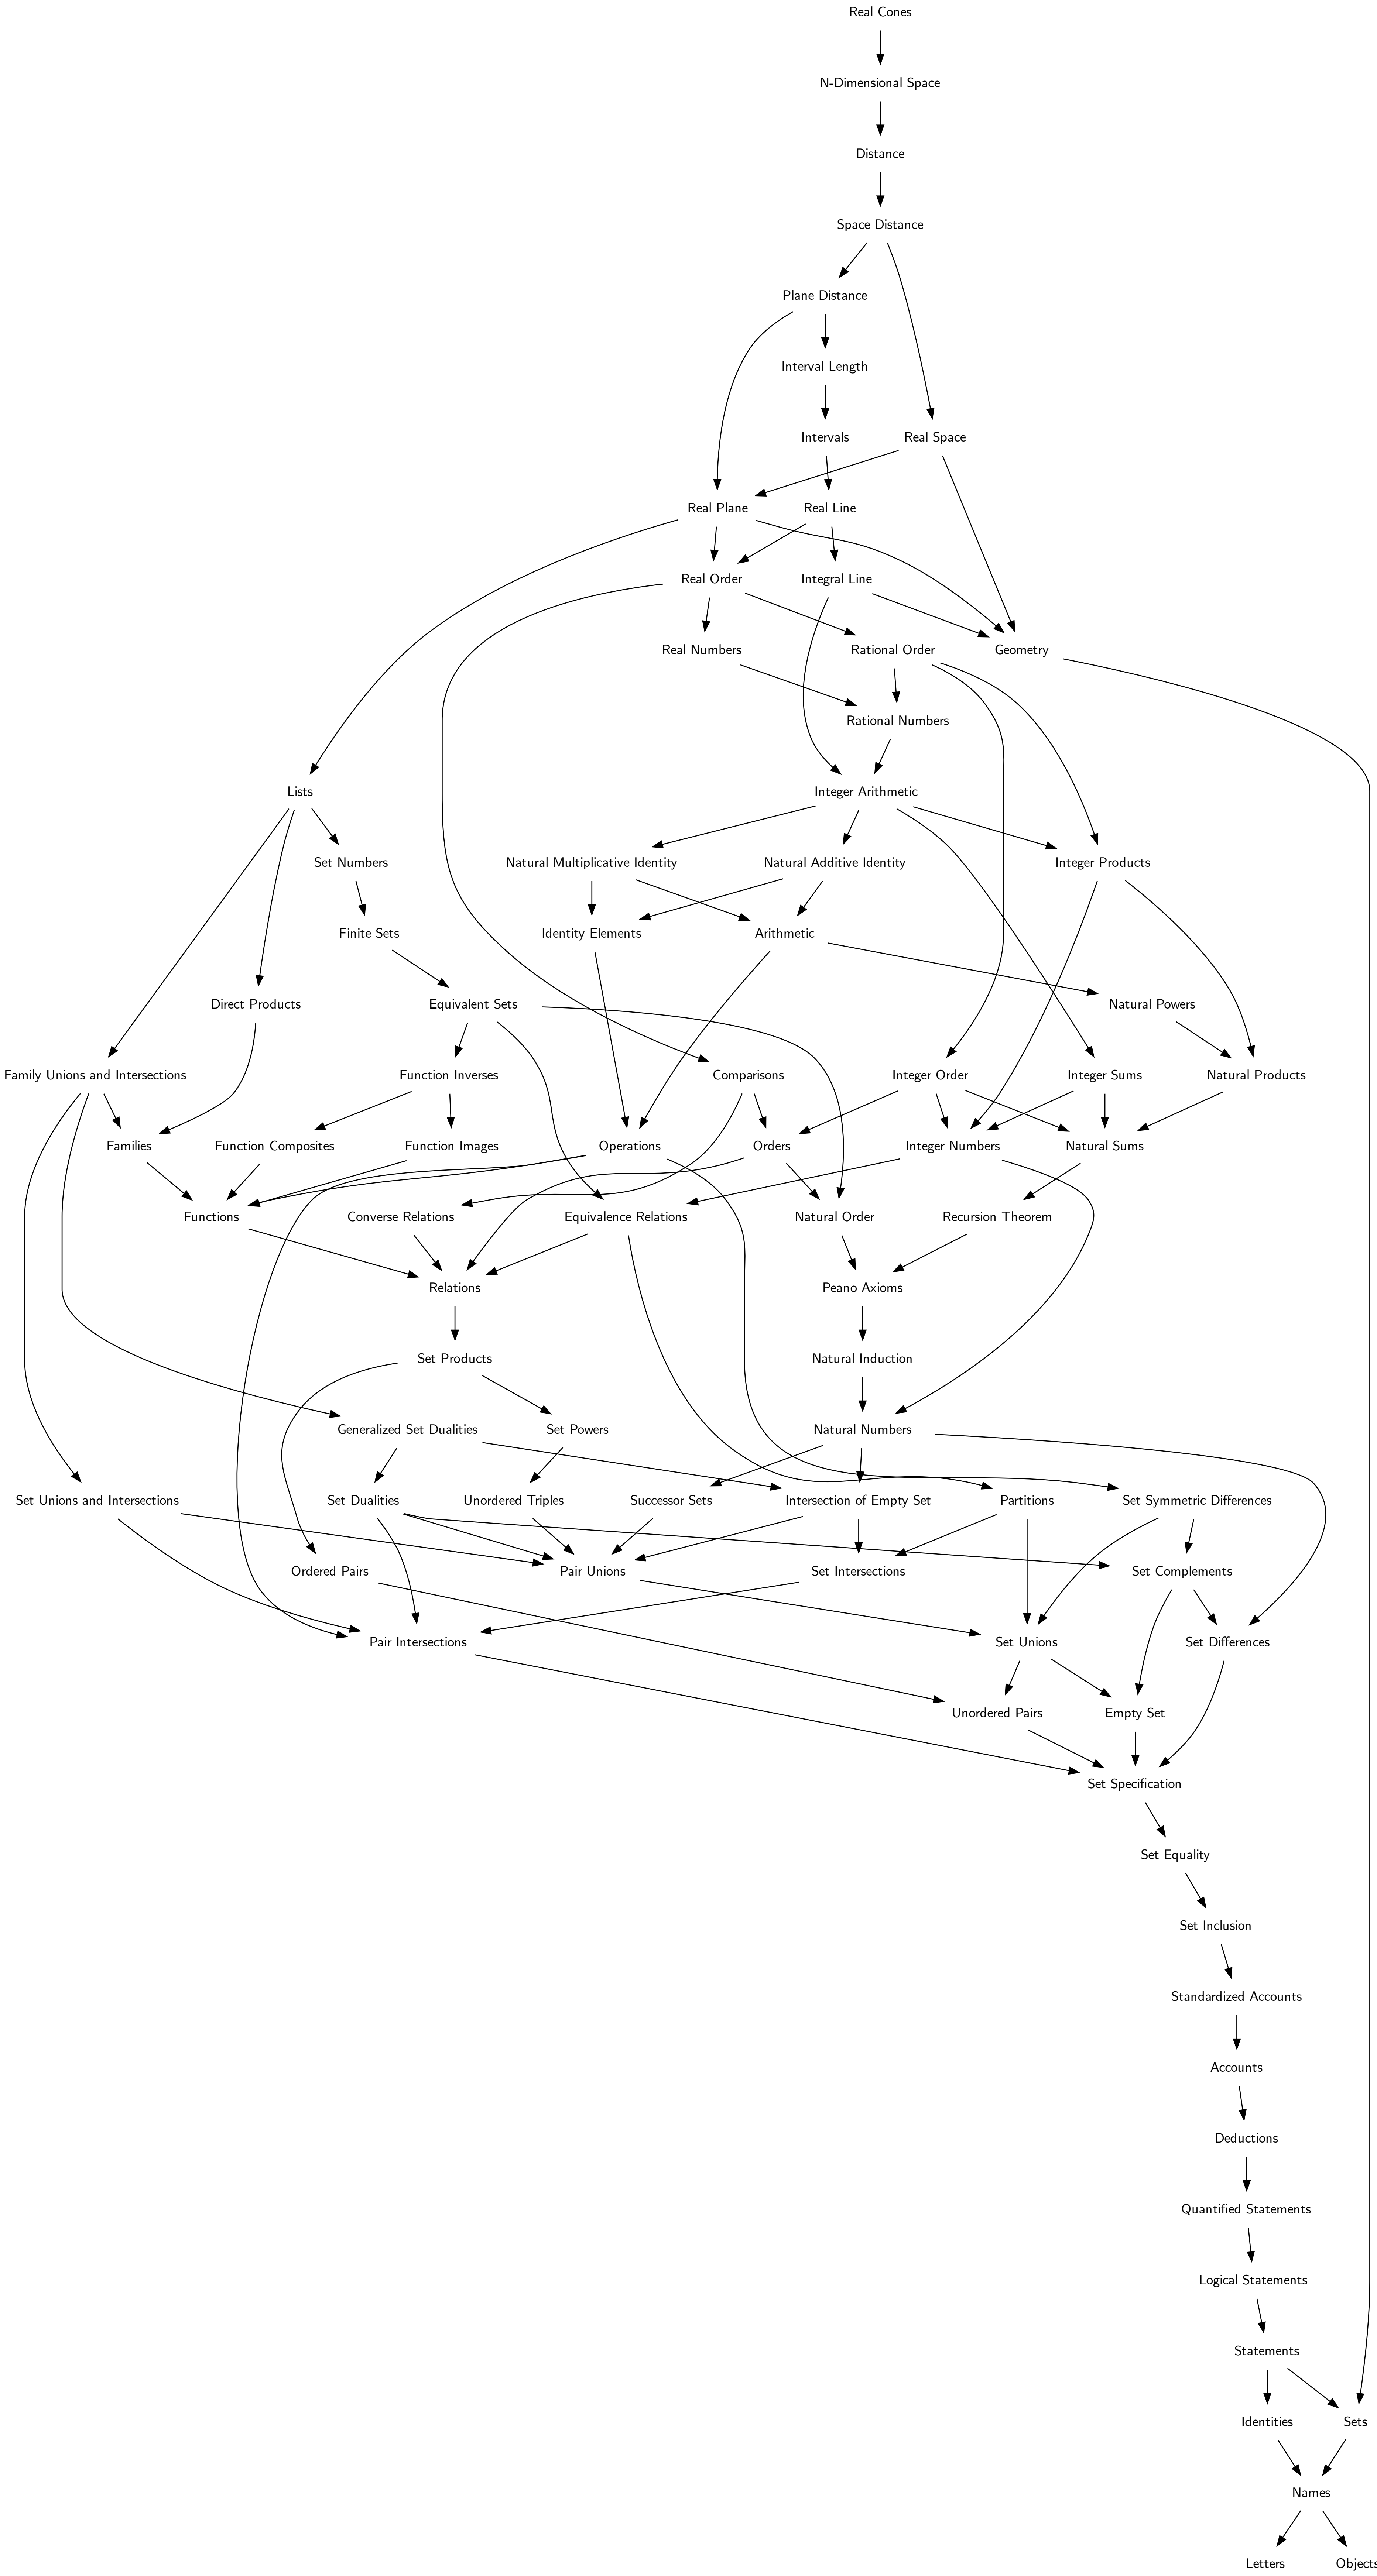 Real Cones
N-Dimensional Space
Distance
Space Distance
Plane Distance
Interval Length
Intervals
Real Space
Real Plane
Real Line
Real Order
Integral Line
Real Numbers
Rational Order
Geometry
Rational Numbers
Lists
Integer Arithmetic
Set Numbers
Natural Multiplicative Identity
Natural Additive Identity
Integer Products
Finite Sets
Identity Elements
Arithmetic
Direct Products
Equivalent Sets
Natural Powers
Family Unions and Intersections
Function Inverses
Comparisons
Integer Order
Integer Sums
Natural Products
Families
Function Composites
Function Images
Operations
Orders
Integer Numbers
Natural Sums
Functions
Converse Relations
Equivalence Relations
Natural Order
Recursion Theorem
Relations
Peano Axioms
Set Products
Natural Induction
Generalized Set Dualities
Set Powers
Natural Numbers
Set Unions and Intersections
Set Dualities
Unordered Triples
Successor Sets
Intersection of Empty Set
Partitions
Set Symmetric Differences
Ordered Pairs
Pair Unions
Set Intersections
Set Complements
Pair Intersections
Set Unions
Set Differences
Unordered Pairs
Empty Set
Set Specification
Set Equality
Set Inclusion
Standardized Accounts
Accounts
Deductions
Quantified Statements
Logical Statements
Statements
Identities
Sets
Names
Letters
Objects